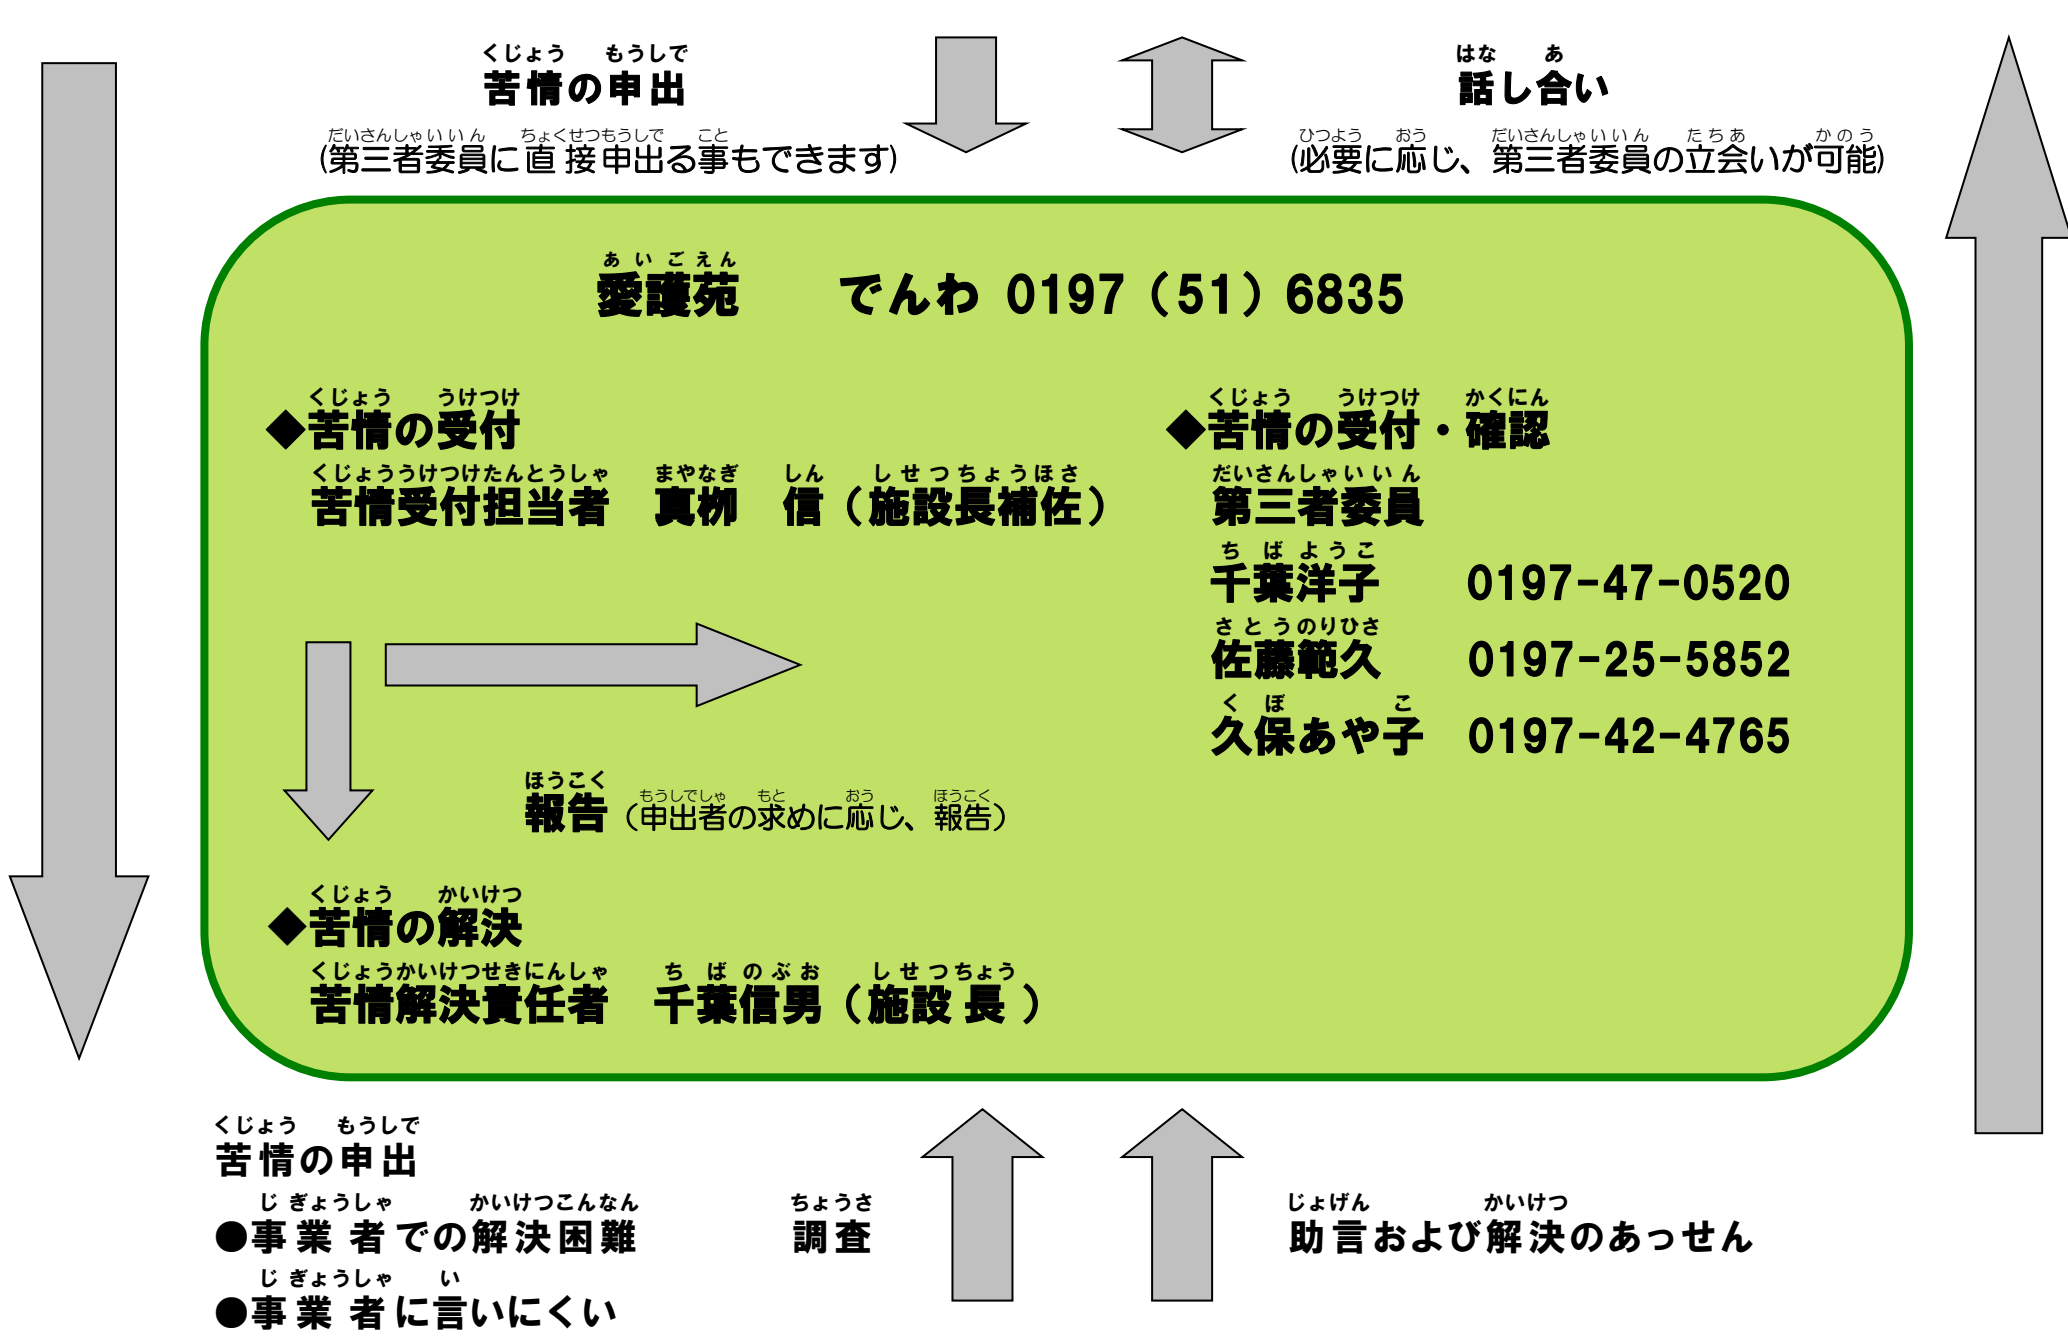 くじょう もうしで
苦情の申出
はな あ
話し合い
だいさんしゃいいん ちょくせつもうしで こと
(第三者委員に直接申出る事もできます)
ひつよう おう だいさんしゃいいん たちあ かのう
(必要に応じ、第三者委員の立会いが可能)
あいごえん
愛護苑 でんわ 0197（51）6835
くじょう うけつけ
◆苦情の受付
くじょううけつけたんとうしゃ まやなぎ しん しせつちょうほさ
苦情受付担当者 真栁 信（施設長補佐）
くじょう うけつけ かくにん
◆苦情の受付・確認
だいさんしゃいいん
第三者委員
ちばようこ
千葉洋子 0197-47-0520
さとうのりひさ
佐藤範久 0197-25-5852
くぼ こ
久保あや子 0197-42-4765
ほうこく もうしでしゃ もと おう ほうこく
報告（申出者の求めに応じ、報告）
くじょう かいけつ
◆苦情の解決
くじょうかいけつせきにんしゃ ちばのぶお しせつちょう
苦情解決責任者 千葉信男（施設長）
くじょう もうしで
苦情の申出
じぎょうしゃ かいけつこんなん
●事業者での解決困難
じぎょうしゃ い
●事業者に言いにくい
ちょうさ
調査
じょげん かいけつ
助言および解決のあっせん